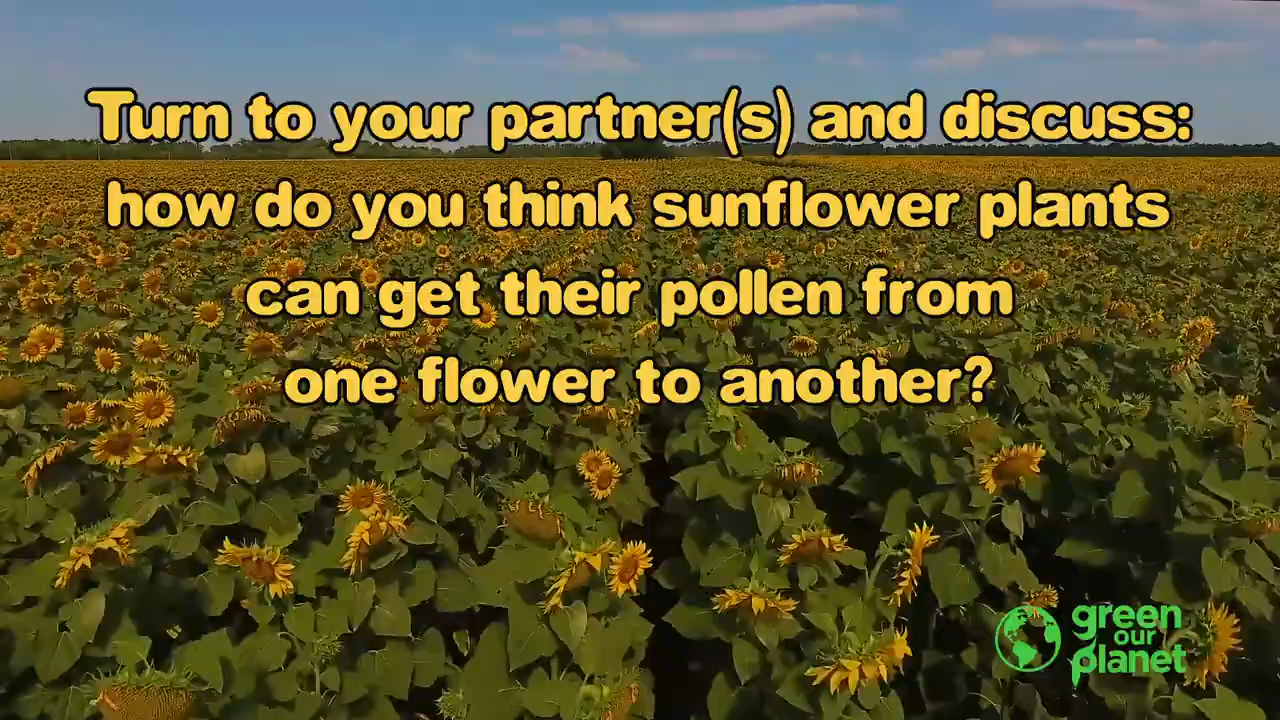 Turn to your partner(s) and discuss:
how do you think sunflower plants
can get their pollen from
one flower to another?
green
our
planet